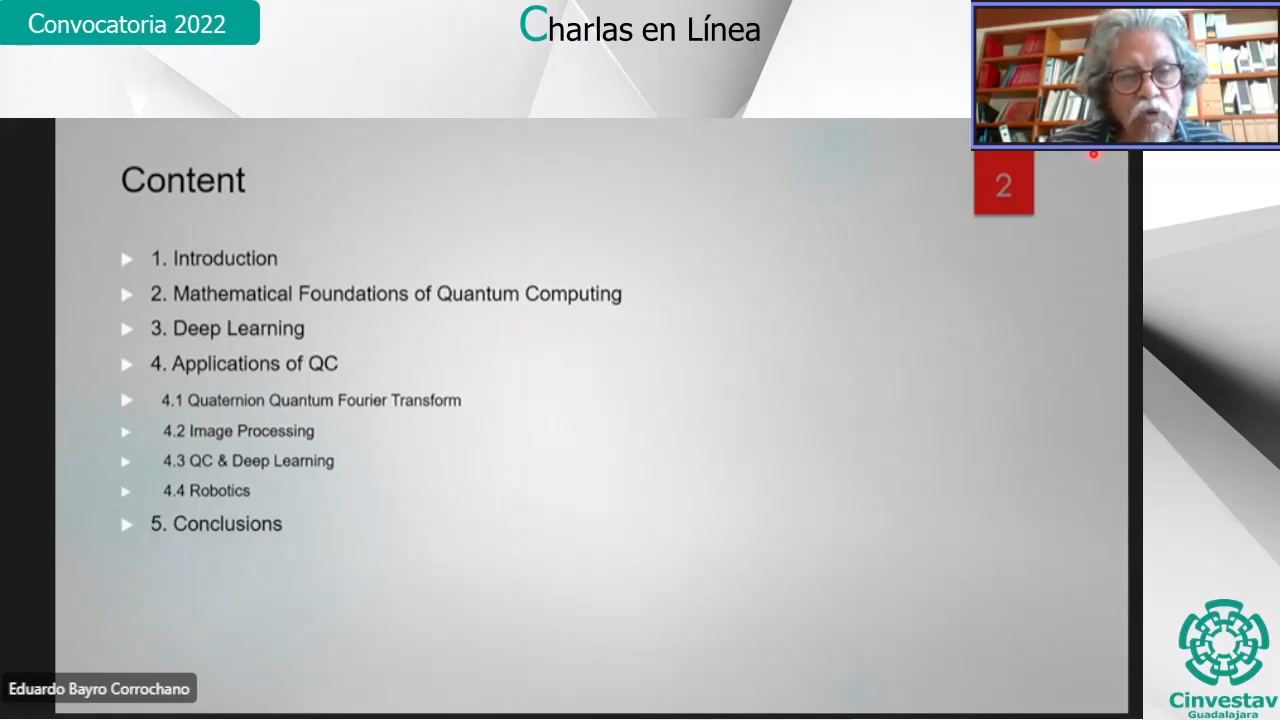 Convocatoria 2022
Charlas en Línea
Content
2
1. Introduction
2. Mathematical Foundations of Quantum Computing
3. Deep Learning
4. Applications of QC
4.1 Quaternion Quantum Fourier Transform
4.2 Image Processing
4.3 QC & Deep Learning
4.4 Robotics
5. Conclusions
Eduardo Bayro Corrochano
Cinvestav
Guadalajara